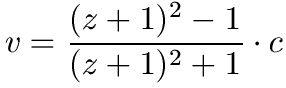 v = \frac{(z+1)^2-1}{(z+1)^2+1} \cdot c